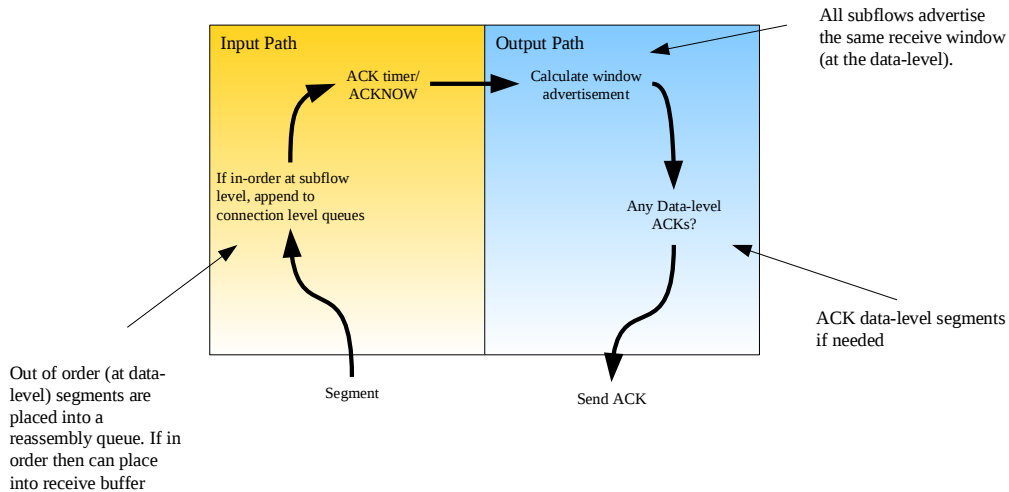 All subflows advertise
the same receive window
(at the data-level).
Input Path
Output Path
ACK timer/
ACKNOW
Calculate window
advertisement
If in-order at subflow
level, append to
connection level queues
Any Data-level
ACKs?
ACK data-level segments
if needed
Out of order (at data-
level) segments are
placed into a
reassembly queue. If in
order then can place
into receive buffer
Segment
Send ACK